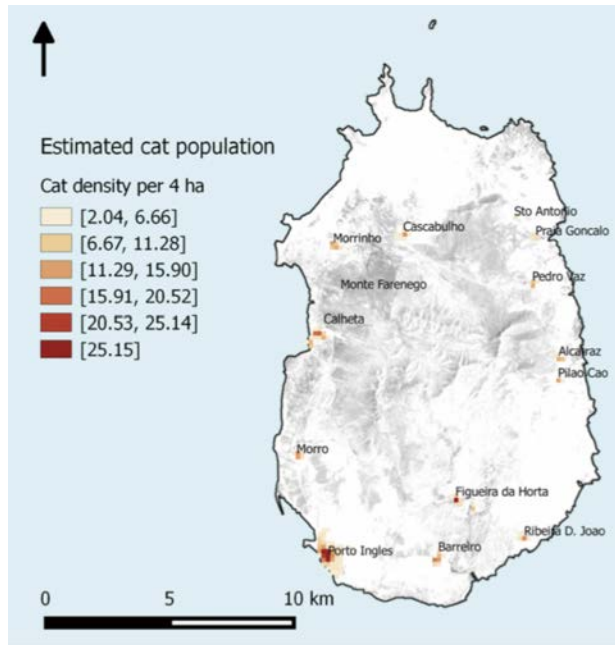 Estimated cat population
Cat density per 4 ha
[2.04, 6.66]
[6.67, 11.28]
[11.29, 15.90]
[15.91, 20.52]
[20.53, 25.14]
[25.15]
Sto Antonio
Cascabulho
Praia Goncalo
Morrinho
Pedro Vaz
Monte Farenego
Calheta
Alcatraz
Pilao Cao
Morro
Figueira da Horta
Ribeira D. Joao
Porto Ingles
Barreiro
0 5 10 km